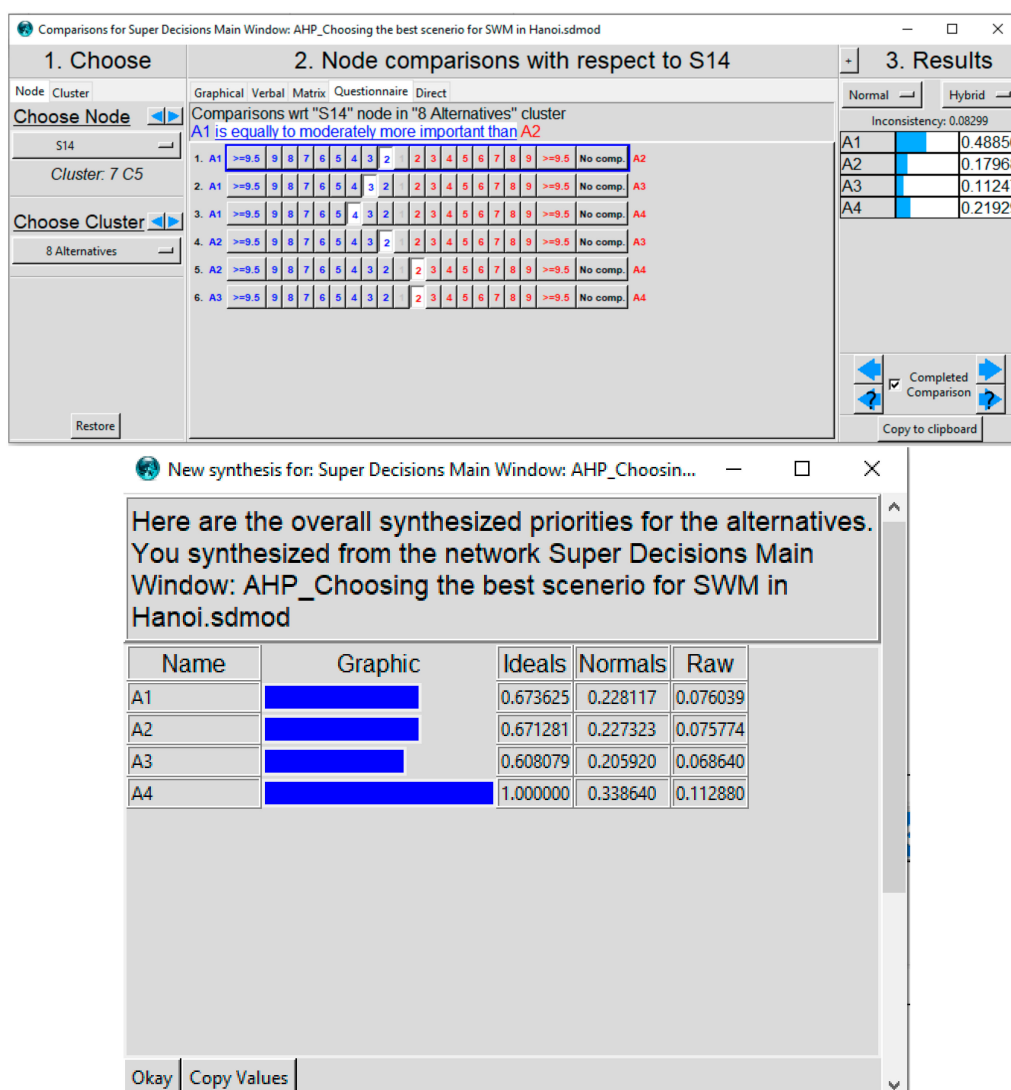 Comparisons for Super Decisions Main Window: AHP_Choosing the best scenerio for SWM in Hanoi.sdmod
1. Choose
Node Cluster
Choose Node
S14
Cluster: 7 C5
Choose Cluster
8 Alternatives
Restore
2. Node comparisons with respect to S14
Graphical Verbal Matrix Questionnaire Direct
Comparisons wrt "S14" node in "8 Alternatives" cluster
A1 is equally to moderately more important than A2
1. A1 >=9.5 9 8 7 6 5 4 3 2 1 2 3 4 5 6 7 8 9 >=9.5 No comp. A2
2. A1 >=9.5 9 8 7 6 5 4 3 2 1 2 3 4 5 6 7 8 9 >=9.5 No comp. A3
3. A1 >=9.5 9 8 7 6 5 4 3 2 1 2 3 4 5 6 7 8 9 >=9.5 No comp. A4
4. A2 >=9.5 9 8 7 6 5 4 3 2 1 2 3 4 5 6 7 8 9 >=9.5 No comp. A3
5. A2 >=9.5 9 8 7 6 5 4 3 2 1 2 3 4 5 6 7 8 9 >=9.5 No comp. A4
6. A3 >=9.5 9 8 7 6 5 4 3 2 1 2 3 4 5 6 7 8 9 >=9.5 No comp. A4
+ 3. Results
Normal Hybrid
Inconsistency: 0.08299
A1
A2
A3 0.1124
A4 0.2192
Completed
Comparison
? ?
Copy to clipboard
New synthesis for: Super Decisions Main Window: AHP_Choosin...
Here are the overall synthesized priorities for the alternatives.
You synthesized from the network Super Decisions Main
Window: AHP_Choosing the best scenerio for SWM in
Hanoi.sdmod
Name Graphic Ideals Normals Raw
A1 0.673625 0.228117 0.076039
A2 0.671281 0.227323 0.075774
A3 0.608079 0.205920 0.068640
A4 1.000000 0.338640 0.112880
Okay Copy Values